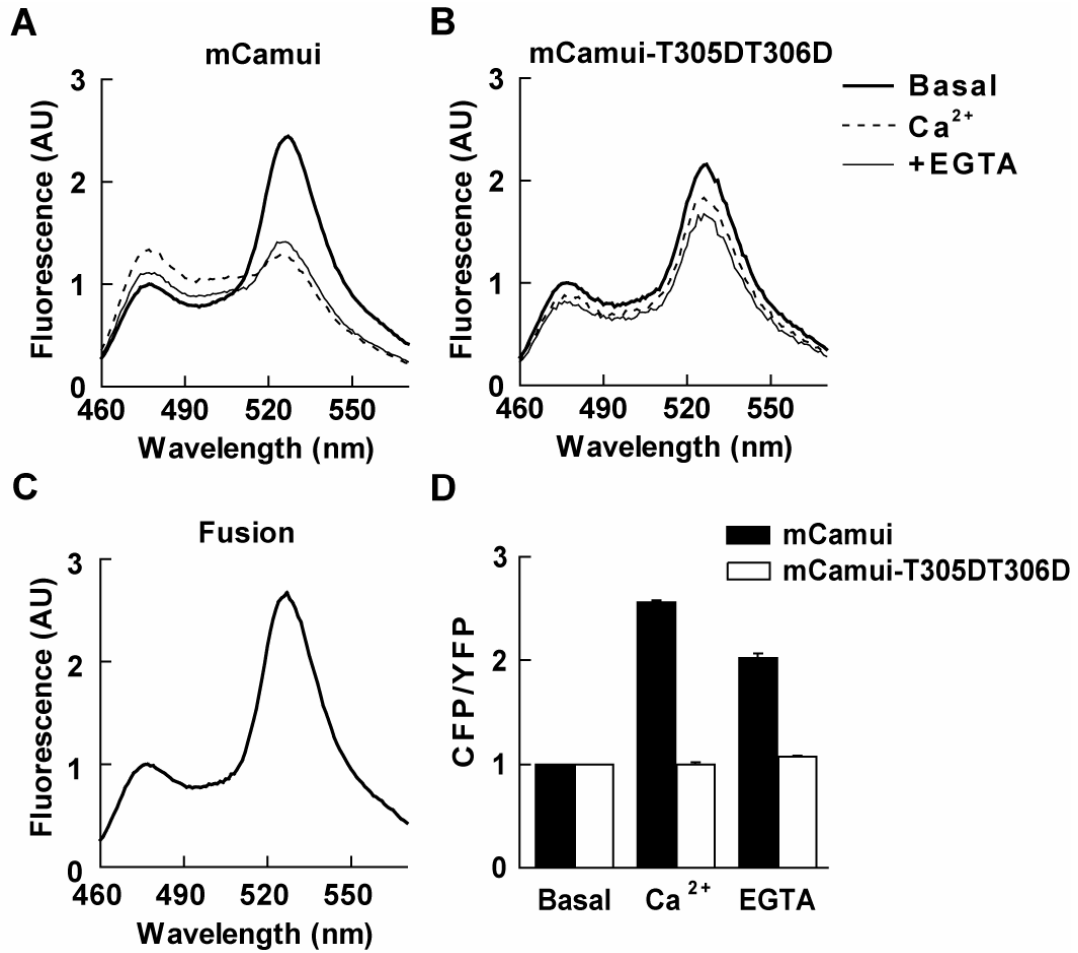 A
mCamui
3
2
1
0
460 490 520 550
Wavelength (nm)
Fluorescence (AU)
B
mCamui-T305DT306D
3
2
1
0
460 490 520 550
Wavelength (nm)
Fluorescence (AU)
Basal
Ca²⁺
+EGTA
C
Fusion
3
2
1
0
460 490 520 550
Wavelength (nm)
Fluorescence (AU)
D
mCamui
mCamui-T305DT306D
3
2
1
0
Basal Ca²⁺ EGTA
CFP/YFP